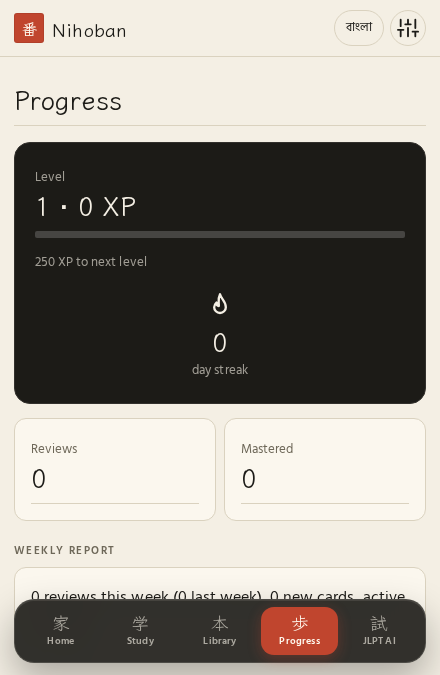 番 Nihoban
বাংলা
Progress
Level
1 · 0 XP
250 XP to next level
0
day streak
Reviews
0
Mastered
0
WEEKLY REPORT
0 reviews this week (0 last week), 0 new cards, active
家
Home
学
Study
本
Library
歩
Progress
試
JLPT AI